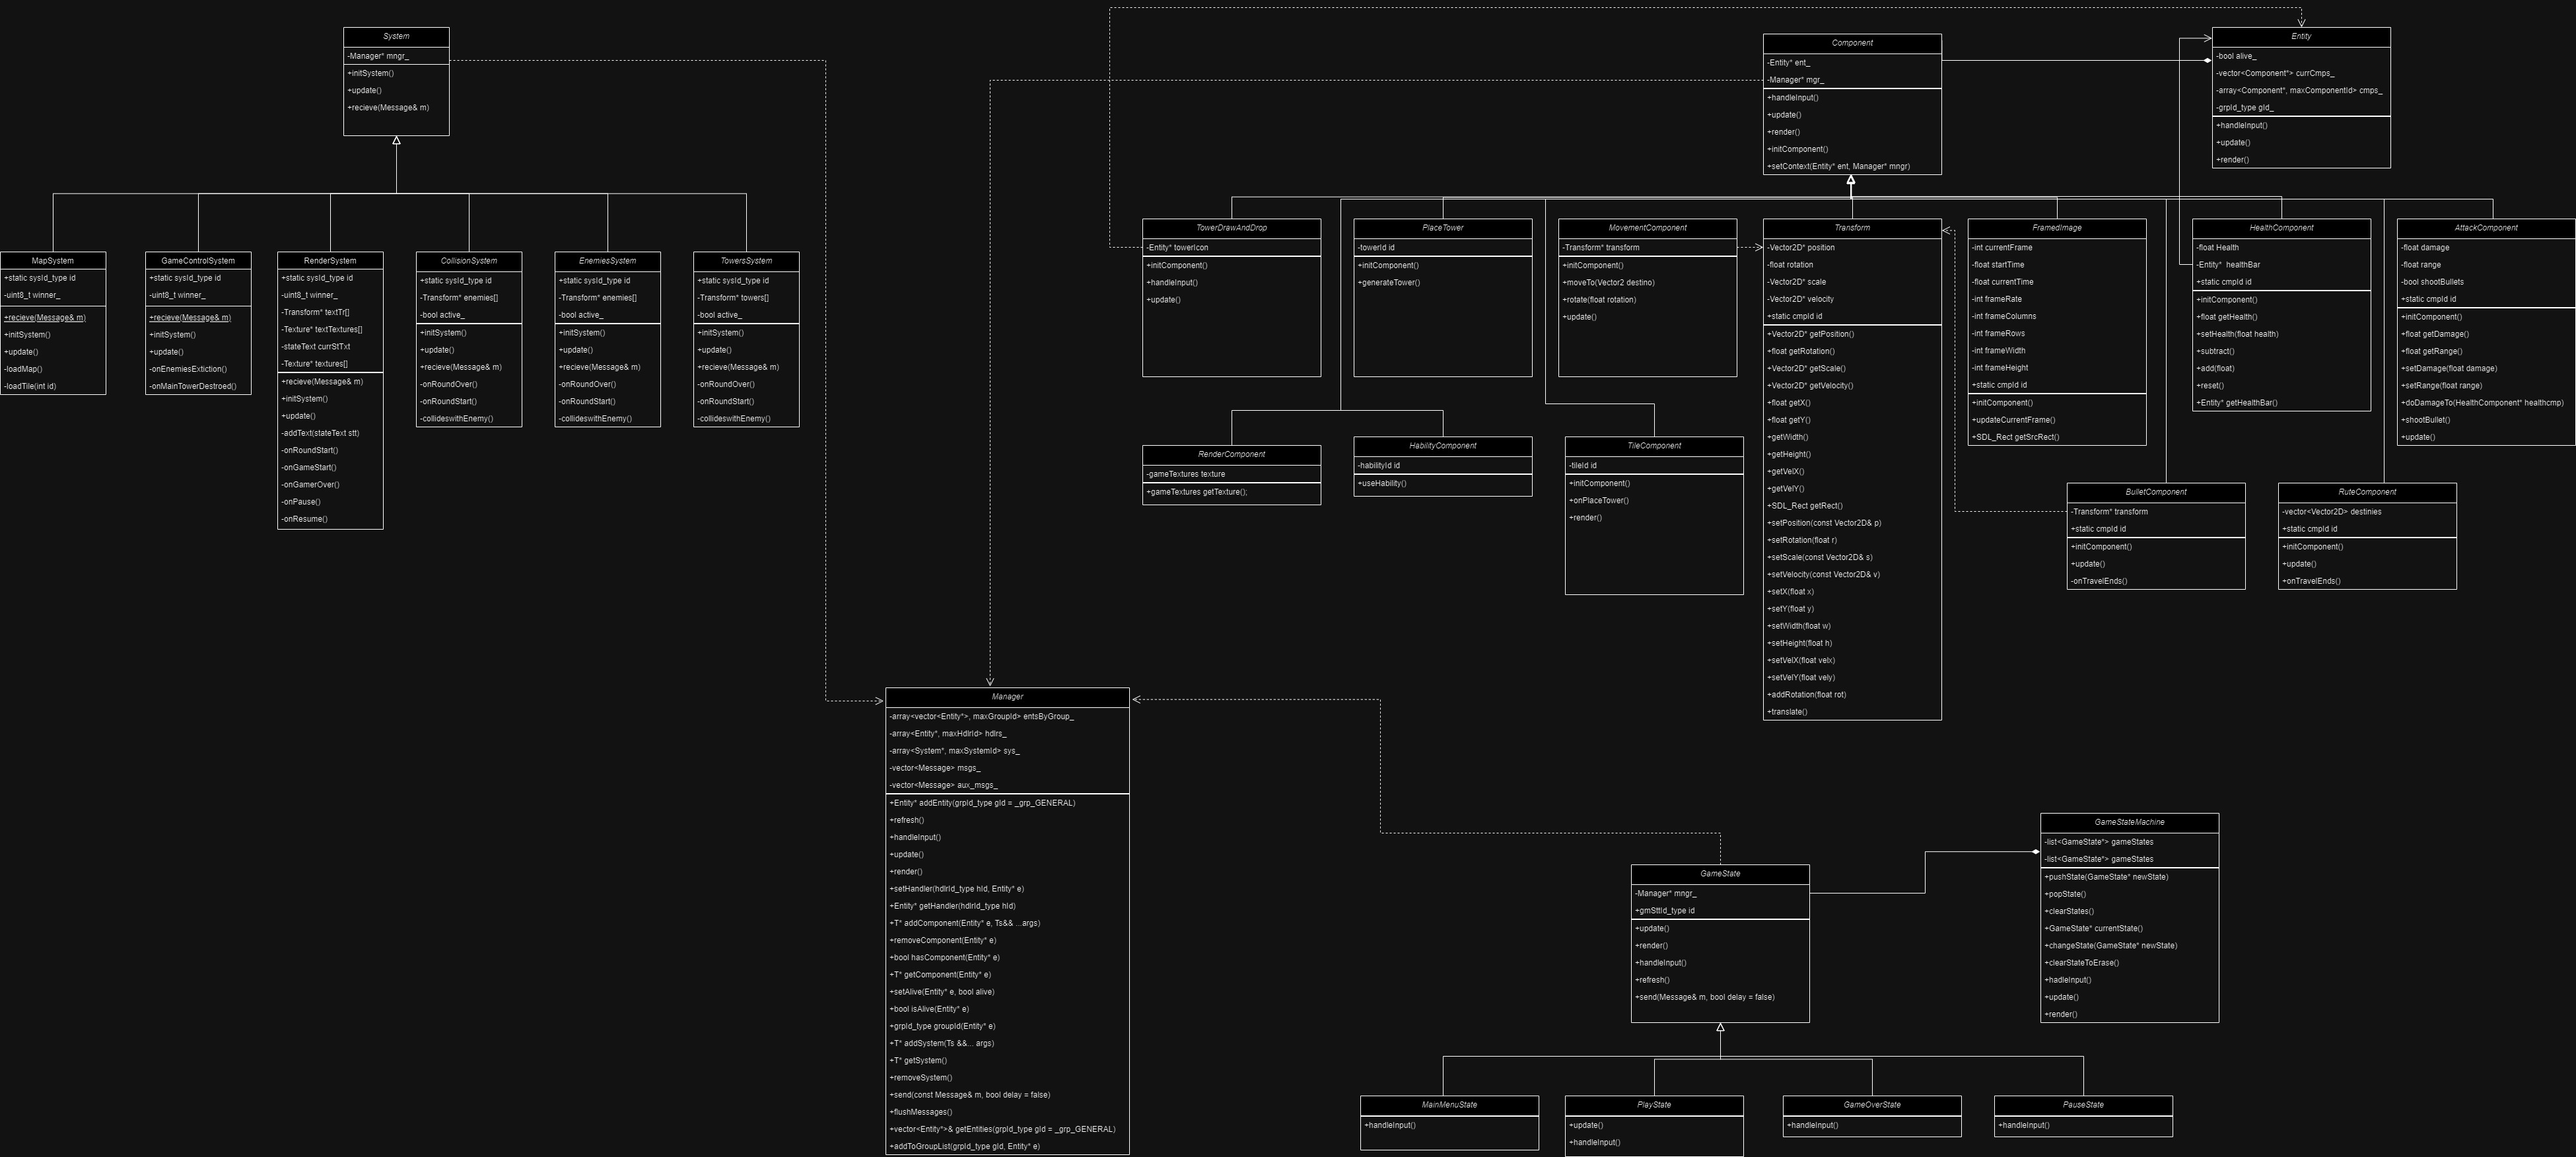 System
-Manager* mngr_
+initSystem()
+update()
+recieve(Message& m)
MapSystem
+static sysId_type id
-uint8_t winner_
+recieve(Message& m)
+initSystem()
+update()
-loadMap()
-loadTile(int id)
GameControlSystem
+static sysId_type id
-uint8_t winner_
+recieve(Message& m)
+initSystem()
+update()
-onEnemiesExtiction()
-onMainTowerDestroed()
RenderSystem
+static sysId_type id
-uint8_t winner_
-Transform* textTr[]
-Texture* textTextures[]
-stateText currStTxt
-Texture* textures[]
+recieve(Message& m)
+initSystem()
+update()
-addText(stateText stt)
-onRoundStart()
-onGameStart()
-onGamerOver()
-onPause()
-onResume()
CollisionSystem
+static sysId_type id
-Transform* enemies[]
-bool active_
+initSystem()
+update()
+recieve(Message& m)
-onRoundOver()
-onRoundStart()
-collideswithEnemy()
EnemiesSystem
+static sysId_type id
-Transform* enemies[]
-bool active_
+initSystem()
+update()
+recieve(Message& m)
-onRoundOver()
-onRoundStart()
-collideswithEnemy()
TowersSystem
+static sysId_type id
-Transform* towers[]
-bool active_
+initSystem()
+update()
+recieve(Message& m)
-onRoundOver()
-onRoundStart()
-collideswithEnemy()
Component
-Entity* ent_
-Manager* mgr_
+handleInput()
+update()
+render()
+initComponent()
+setContext(Entity* ent, Manager* mngr)
Entity
-bool alive_
-vector<Component*> currCmps_
-array<Component*, maxComponentId> cmps_
-grpId_type gId_
+handleInput()
+update()
+render()
TowerDrawAndDrop
-Entity* towerIcon
+initComponent()
+handleInput()
+update()
PlaceTower
-towerId id
+initComponent()
+generateTower()
MovementComponent
-Transform* transform
+initComponent()
+moveTo(Vector2 destino)
+rotate(float rotation)
+update()
Transform
-Vector2D* position
-float rotation
-Vector2D* scale
-Vector2D* velocity
+static cmpId id
+Vector2D* getPosition()
+float getRotation()
+Vector2D* getScale()
+Vector2D* getVelocity()
+float getX()
+float getY()
+getWidth()
+getHeight()
+getVelX()
+getVelY()
+SDL_Rect getRect()
+setPosition(const Vector2D& p)
+setRotation(float r)
+setScale(const Vector2D& s)
+setVelocity(const Vector2D& v)
+setX(float x)
+setY(float y)
+setWidth(float w)
+setHeight(float h)
+setVelX(float velx)
+setVelY(float vely)
+addRotation(float rot)
+translate()
FramedImage
-int currentFrame
-float startTime
-float currentTime
-int frameRate
-int frameColumns
-int frameRows
-int frameWidth
-int frameHeight
+static cmpId id
+initComponent()
+updateCurrentFrame()
+SDL_Rect getSrcRect()
HealthComponent
-float Health
-Entity* healthBar
+static cmpId id
+initComponent()
+float getHealth()
+setHealth(float health)
+subtract()
+add(float)
+reset()
+Entity* getHealthBar()
AttackComponent
-float damage
-float range
-bool shootBullets
+static cmpId id
+initComponent()
+float getDamage()
+float getRange()
+setDamage(float damage)
+setRange(float range)
+doDamageTo(HealthComponent* healthcmp)
+shootBullet()
+update()
RenderComponent
-gameTextures texture
+gameTextures getTexture();
HabilityComponent
-habilityId id
+useHability()
TileComponent
-tileId id
+initComponent()
+onPlaceTower()
+render()
BulletComponent
-Transform* transform
+static cmpId id
+initComponent()
+update()
-onTravelEnds()
RuteComponent
-vector<Vector2D> destinies
+static cmpId id
+initComponent()
+update()
+onTravelEnds()
Manager
-array<vector<Entity*>, maxGroupId> entsByGroup_
-array<Entity*, maxHdlrId> hdlrs_
-array<System*, maxSystemId> sys_
-vector<Message> msgs_
-vector<Message> aux_msgs_
+Entity* addEntity(grpId_type gId = _grp_GENERAL)
+refresh()
+handleInput()
+update()
+render()
+setHandler(hdlrId_type hId, Entity* e)
+Entity* getHandler(hdlrId_type hId)
+T* addComponent(Entity* e, Ts&& ...args)
+removeComponent(Entity* e)
+bool hasComponent(Entity* e)
+T* getComponent(Entity* e)
+setAlive(Entity* e, bool alive)
+bool isAlive(Entity* e)
+grpId_type groupId(Entity* e)
+T* addSystem(Ts &&... args)
+T* getSystem()
+removeSystem()
+send(const Message& m, bool delay = false)
+flushMessages()
+vector<Entity*>& getEntities(grpId_type gId = _grp_GENERAL)
+addToGroupList(grpId_type gId, Entity* e)
GameState
-Manager* mngr_
+gmSttId_type id
+update()
+render()
+handleInput()
+refresh()
+send(Message& m, bool delay = false)
GameStateMachine
-list<GameState*> gameStates
-list<GameState*> gameStates
+pushState(GameState* newState)
+popState()
+clearStates()
+GameState* currentState()
+changeState(GameState* newState)
+clearStateToErase()
+hadleInput()
+update()
+render()
MainMenuState
+handleInput()
PlayState
+update()
+handleInput()
GameOverState
+handleInput()
PauseState
+handleInput()